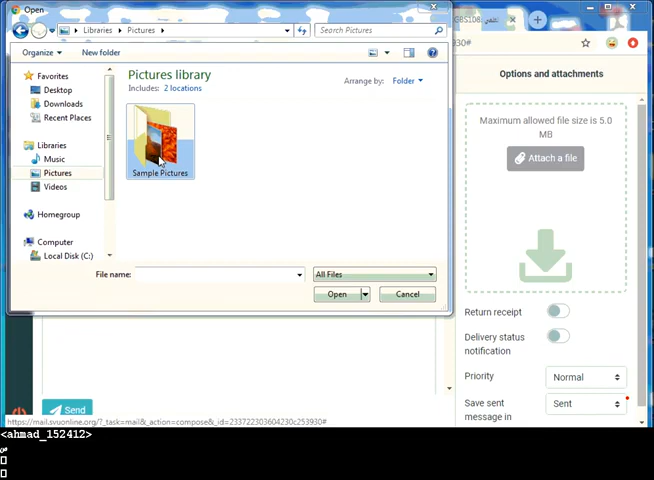 Open
Libraries
Pictures
Search Pictures
Organize
New folder
Favorites
Desktop
Downloads
Recent Places
Libraries
Music
Pictures
Videos
Homegroup
Computer
Local Disk (C:)
Pictures library
Includes: 2 locations
Arrange by: Folder
Sample Pictures
File name:
All Files
Open
Cancel
930#
Options and attachments
Maximum allowed file size is 5.0
MB
Attach a file
Return receipt
Delivery status
notification
Priority
Normal
Save sent
message in
Sent
Send
https://mail.svuonline.org/?_task=mail&_action=compose&_id=233722303604230c253930#
<ahmad_152412>